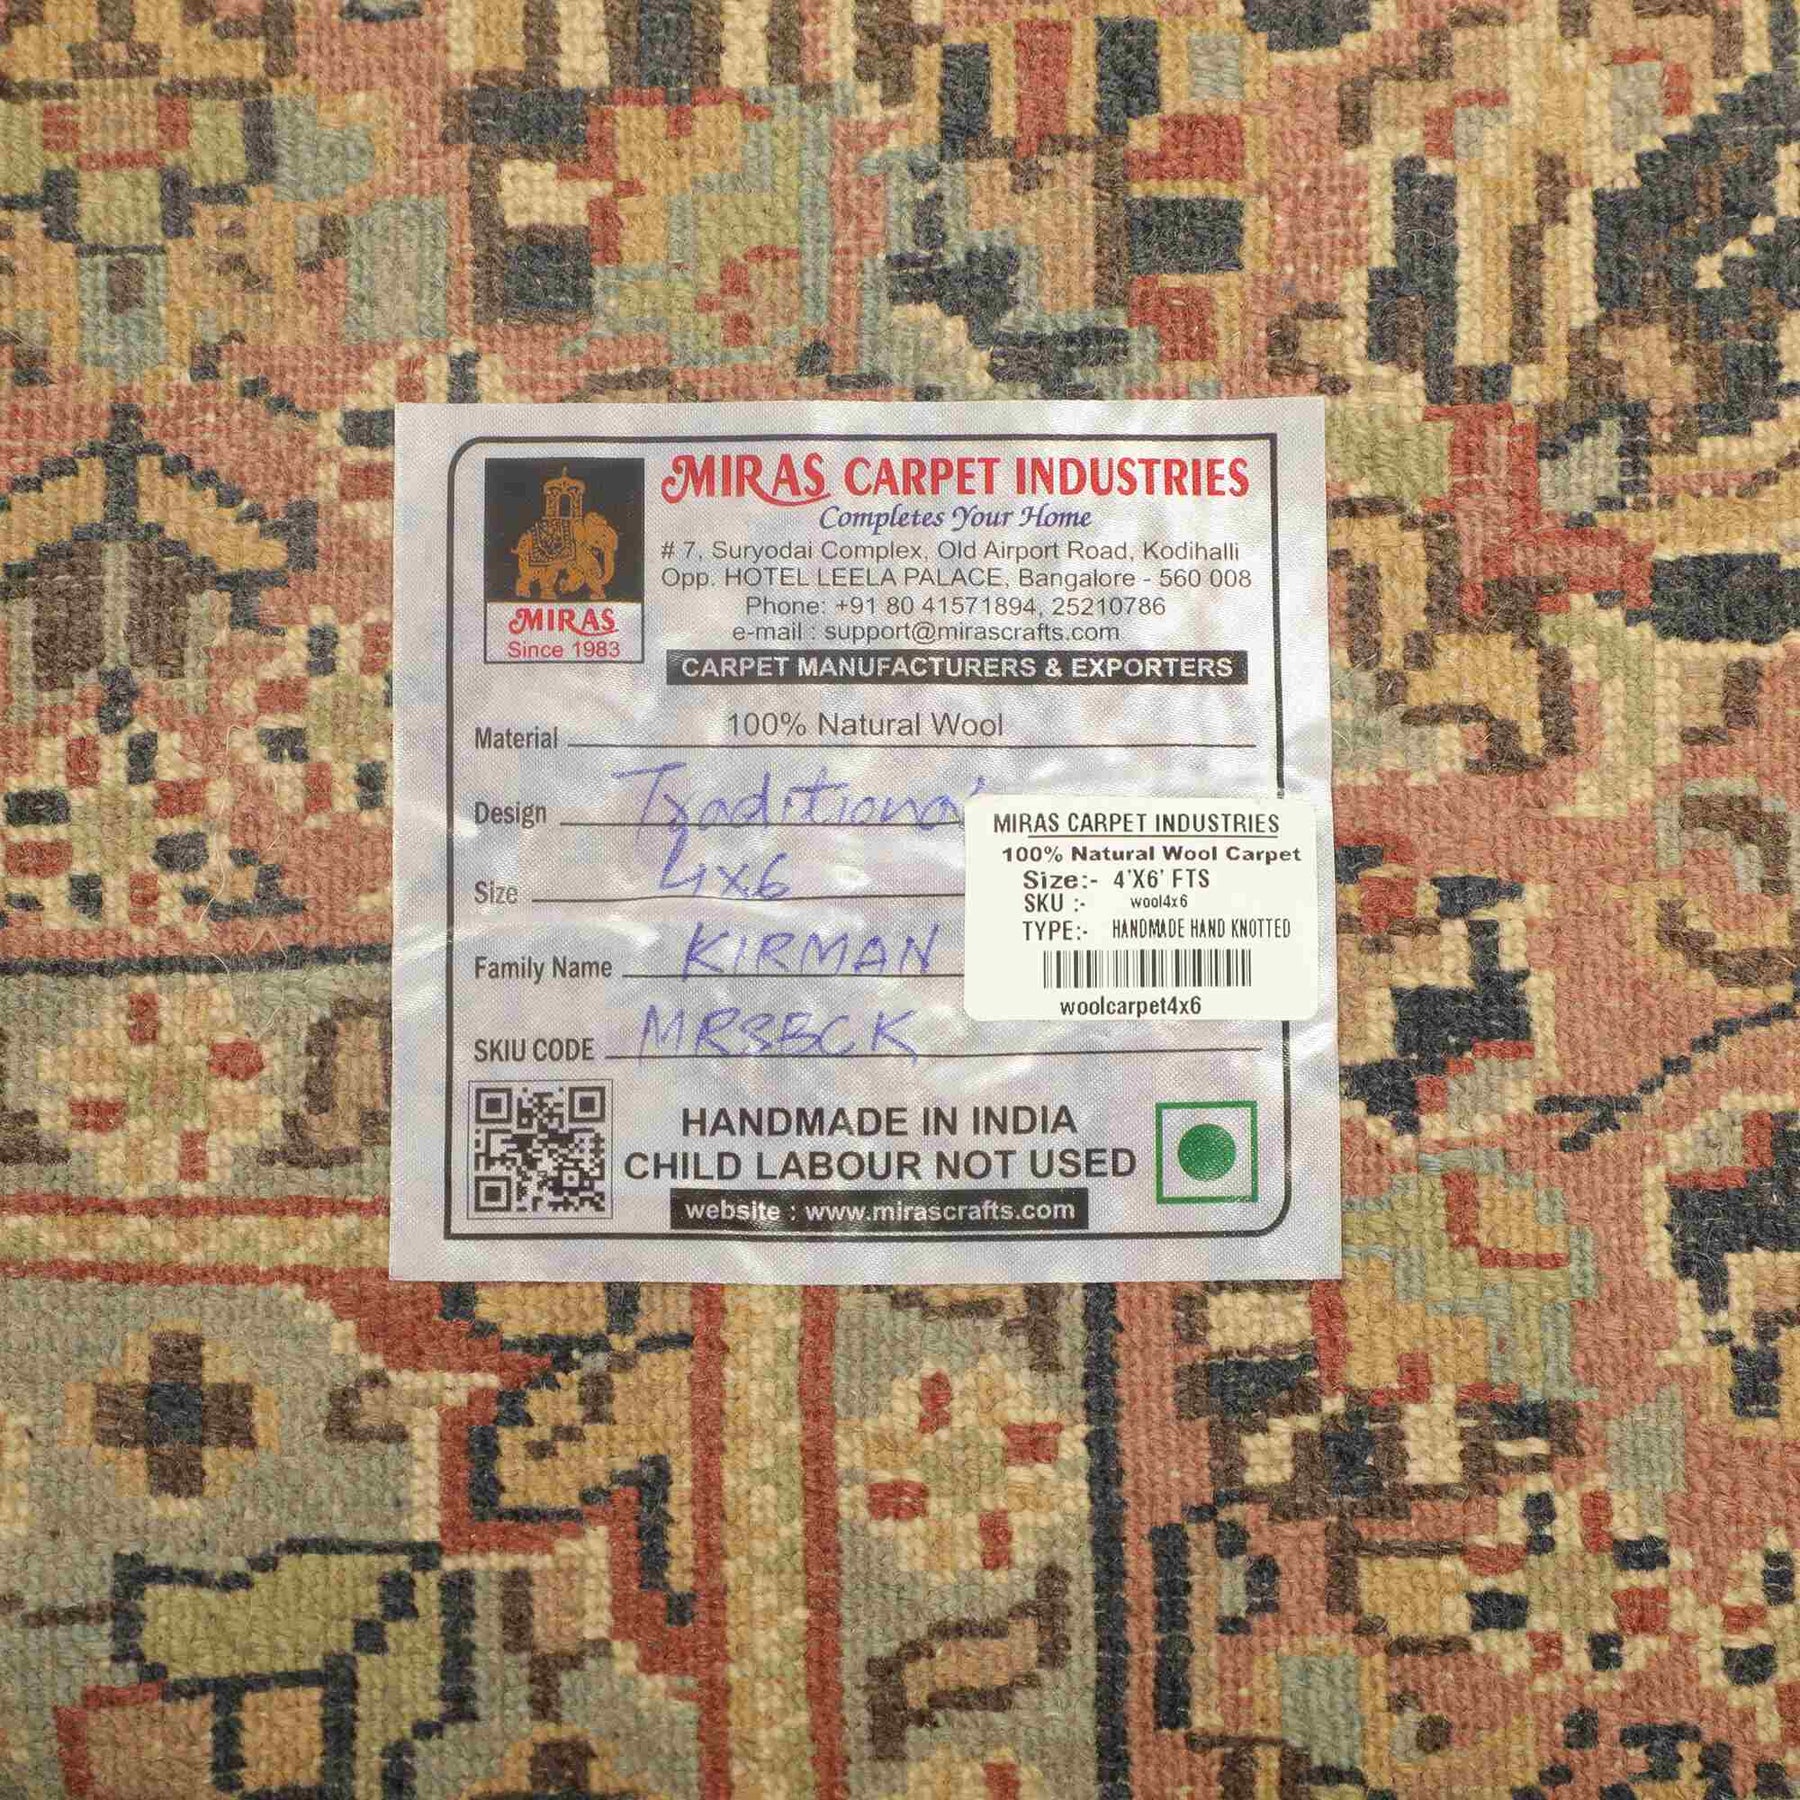 MIRAS CARPET INDUSTRIES
Completes Your Home
# 7, Suryodai Complex, Old Airport Road, Kodihalli
Opp. HOTEL LEELA PALACE, Bangalore - 560 008
Phone: +91 80 41571894, 25210786
e-mail : support@mirascrafts.com
CARPET MANUFACTURERS & EXPORTERS
MIRAS
Since 1983
Material 100% Natural Wool
Design Traditional
Size 4x6
Family Name KIRMAN
SKIU CODE MRSBCK
MIRAS CARPET INDUSTRIES
100% Natural Wool Carpet
Size:- 4'X6' FTS
SKU :- wool4x6
TYPE:- HANDMADE HAND KNOTTED
woolcarpet4x6
HANDMADE IN INDIA
CHILD LABOUR NOT USED
website : www.mirascrafts.com